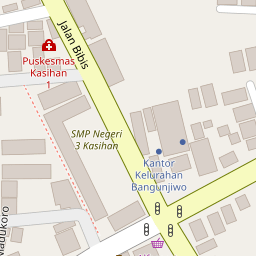 Jalan Bibis
Puskesmas
Kasihan
1
SMP Negeri
3 Kasihan
Kantor
Kelurahan
Bangunjiwo